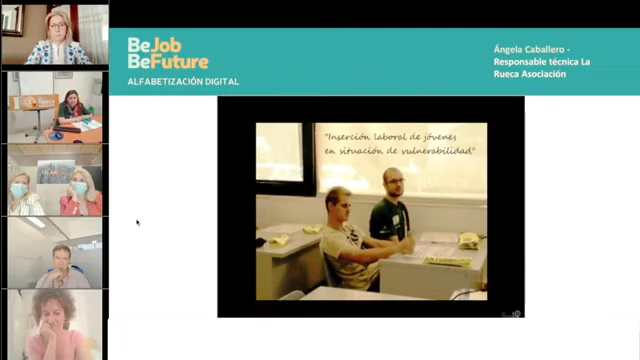 BeJob
BeFuture
ALFABETIZACIÓN DIGITAL
Ángela Caballero -
Responsable técnica La
Rueca Asociación
"Inserción laboral de jóvenes
en situación de vulnerabilidad"